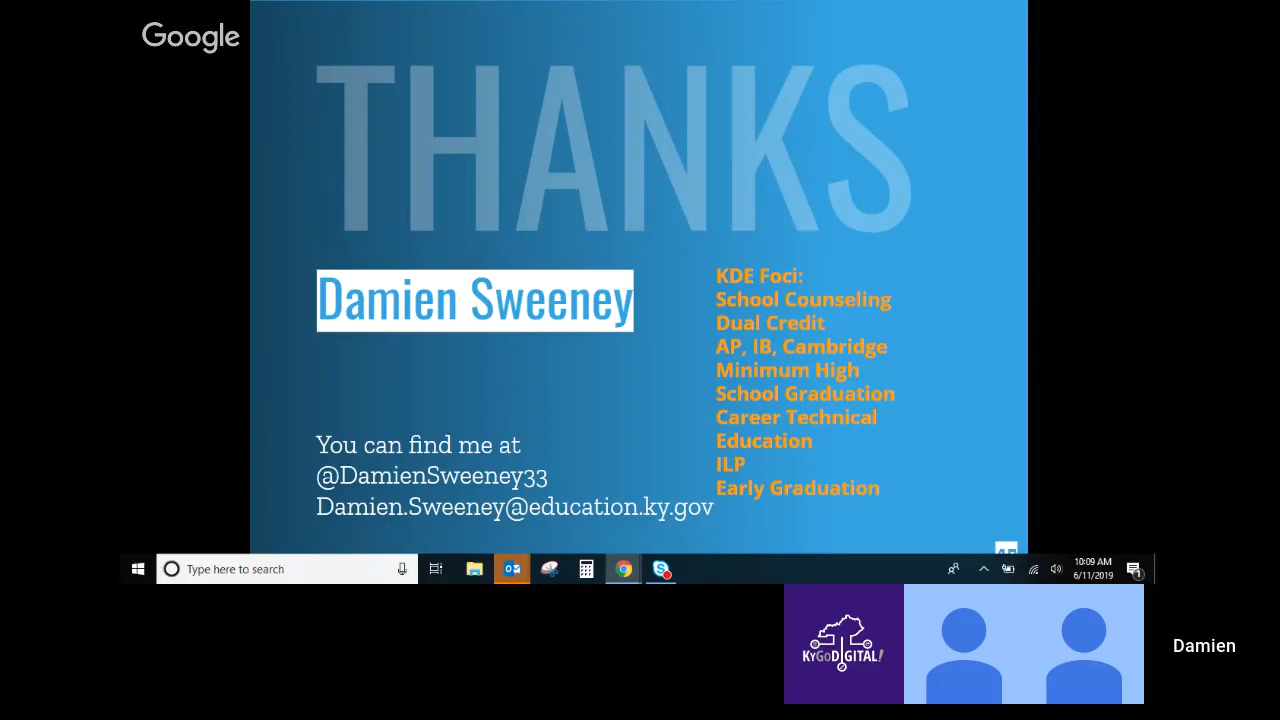 Google
THANKS
Damien Sweeney
KDE Foci:
School Counseling
Dual Credit
AP, IB, Cambridge
Minimum High
School Graduation
Career Technical
Education
ILP
Early Graduation
You can find me at
@DamienSweeney33
Damien.Sweeney@education.ky.gov
Type here to search
10:09 AM
6/11/2019
1
KYGODIGITAL!
Damien